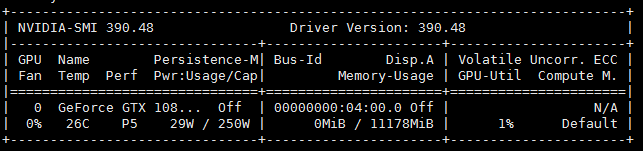 NVIDIA-SMI 390.48 Driver Version: 390.48
GPU Name Persistence-M| Bus-Id Disp.A | Volatile Uncorr. ECC
Fan Temp Perf Pwr:Usage/Cap| Memory-Usage | GPU-Util Compute M.
0 GeForce GTX 108... Off | 00000000:04:00.0 Off | N/A
0% 26C P5 29W / 250W | 0MiB / 11178MiB | 1% Default